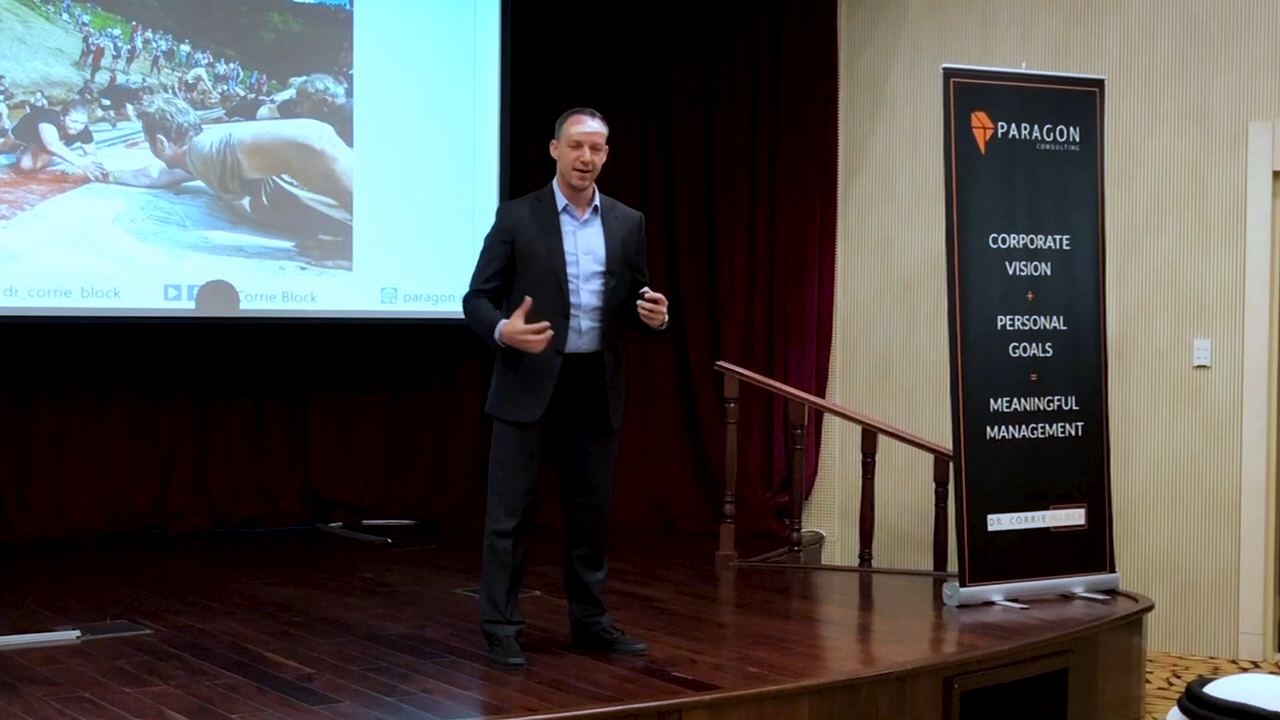 dr_corrie_block
Corrie Block
paragon
PARAGON
CONSULTING
CORPORATE
VISION
+
PERSONAL
GOALS
=
MEANINGFUL
MANAGEMENT
DR. CORRIE BLOCK